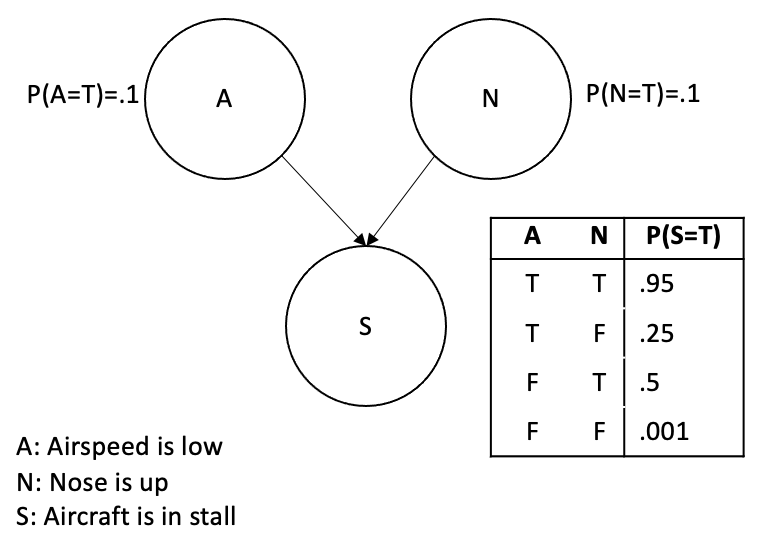 P(A=T)=.1
A
N
P(N=T)=.1
A N P(S=T)
T T .95
T F .25
F T .5
F F .001
S
A: Airspeed is low
N: Nose is up
S: Aircraft is in stall